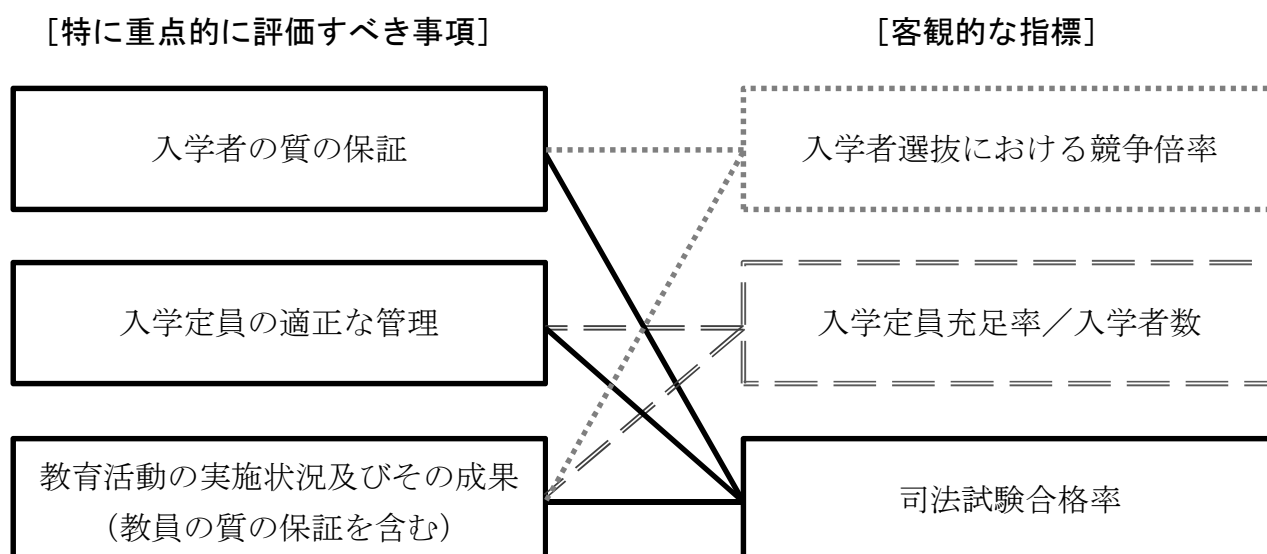 ［特に重点的に評価すべき事項］
［客観的な指標］
入学者の質の保証
入学者選抜における競争倍率
入学定員の適正な管理
入学定員充足率／入学者数
教育活動の実施状況及びその成果
（教員の質の保証を含む）
司法試験合格率